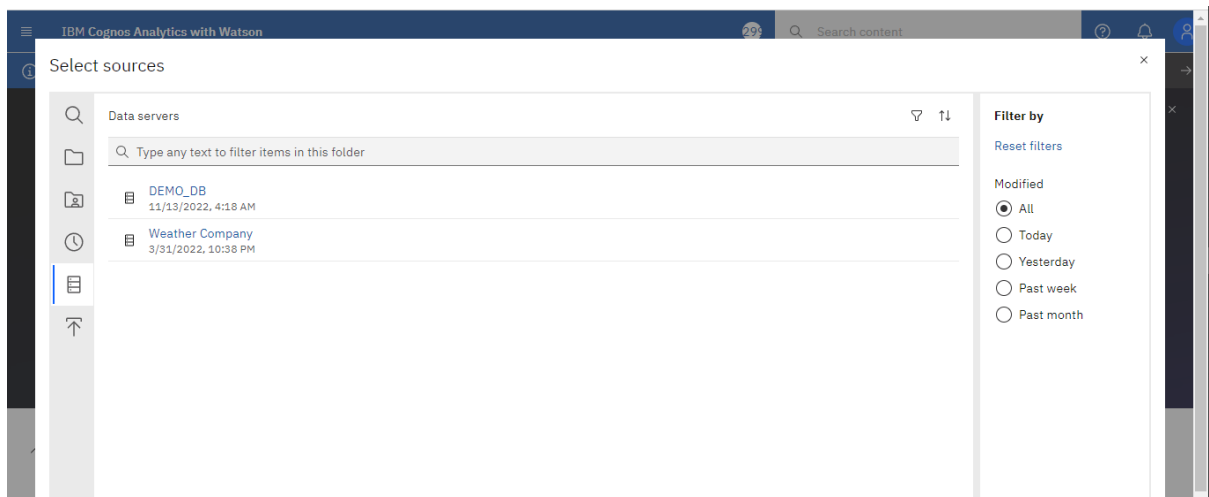 IBM Cognos Analytics with Watson
299
Search content
Select sources
Data servers
Type any text to filter items in this folder
DEMO_DB
11/13/2022, 4:18 AM
Weather Company
3/31/2022, 10:38 PM
Filter by
Reset filters
Modified
All
Today
Yesterday
Past week
Past month